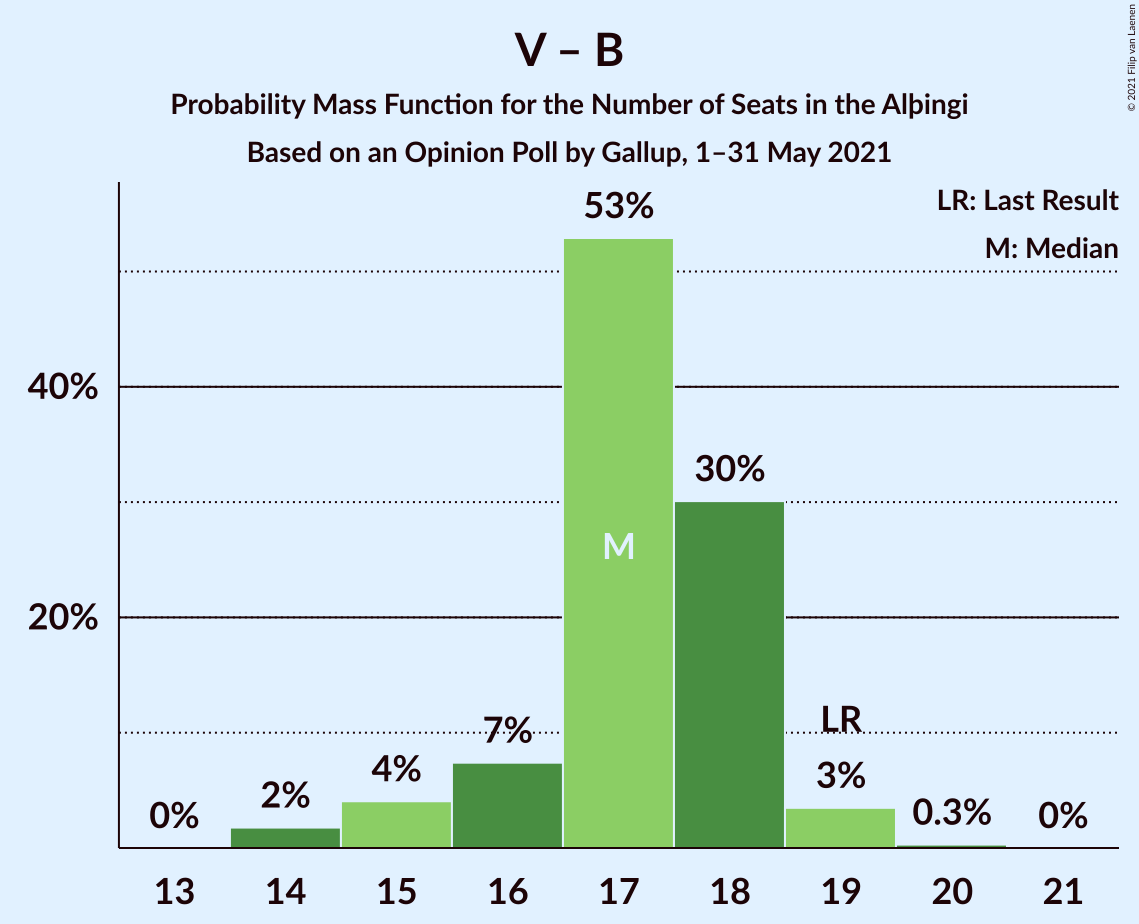 V – B
Probability Mass Function for the Number of Seats in the Alþingi
Based on an Opinion Poll by Gallup, 1–31 May 2021
© 2021 Filip van Laenen
LR: Last Result
M: Median
53%
40%
30%
M
20%
LR
7%
4%
3%
2%
0%
0.3%
0%
13 14 15 16 17 18 19 20 21